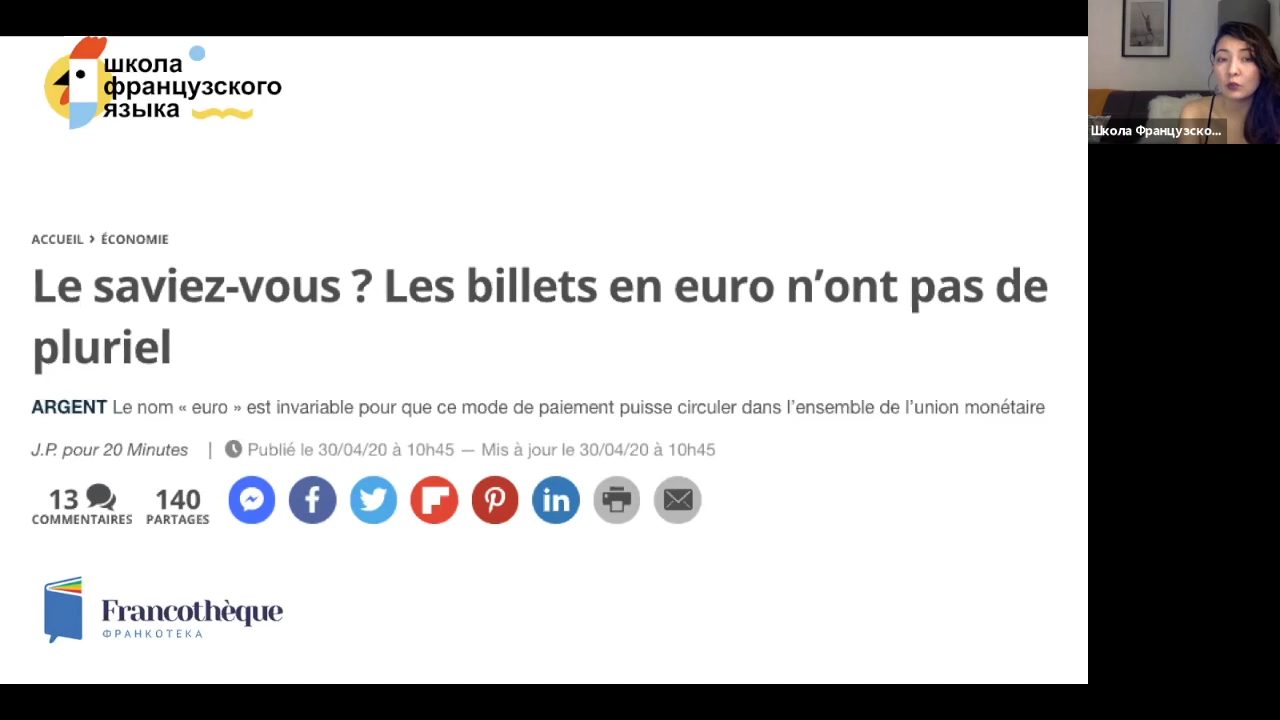 школа
французского
языка
Школа Французско...
ACCUEIL › ÉCONOMIE
Le saviez-vous ? Les billets en euro n’ont pas de
pluriel
ARGENT Le nom « euro » est invariable pour que ce mode de paiement puisse circuler dans l’ensemble de l’union monétaire
J.P. pour 20 Minutes | Publié le 30/04/20 à 10h45 — Mis à jour le 30/04/20 à 10h45
13 140
COMMENTAIRES PARTAGES
Francothèque
ФРАНКОТЕКА